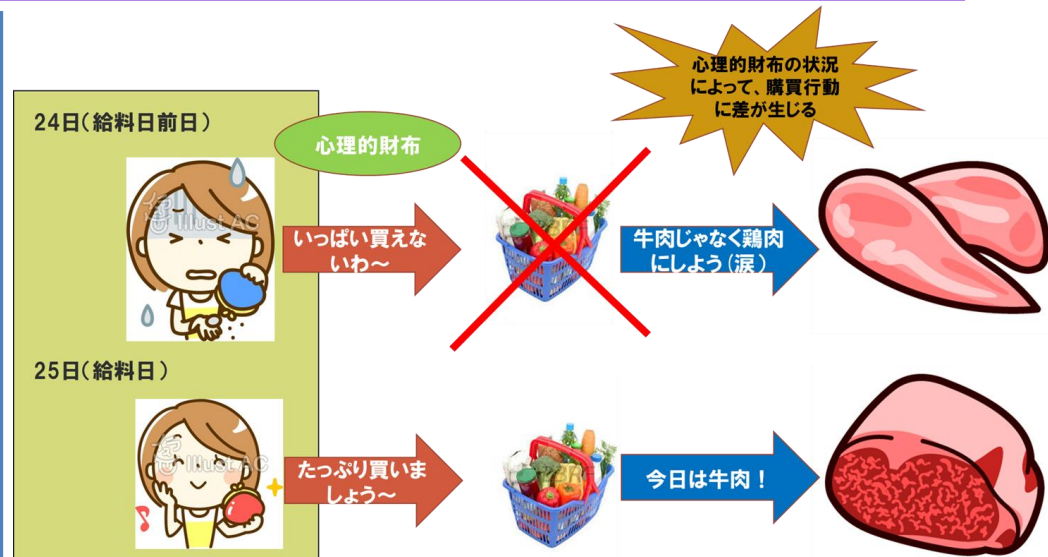 心理的財布の状況
によって、購買行動
に差が生じる
24日（給料日前日）
心理的財布
いっぱい買えな
いわ～
牛肉じゃなく鶏肉
にしよう（涙）
25日（給料日）
たっぷり買いま
しょう～
今日は牛肉！
illust AC
illust AC